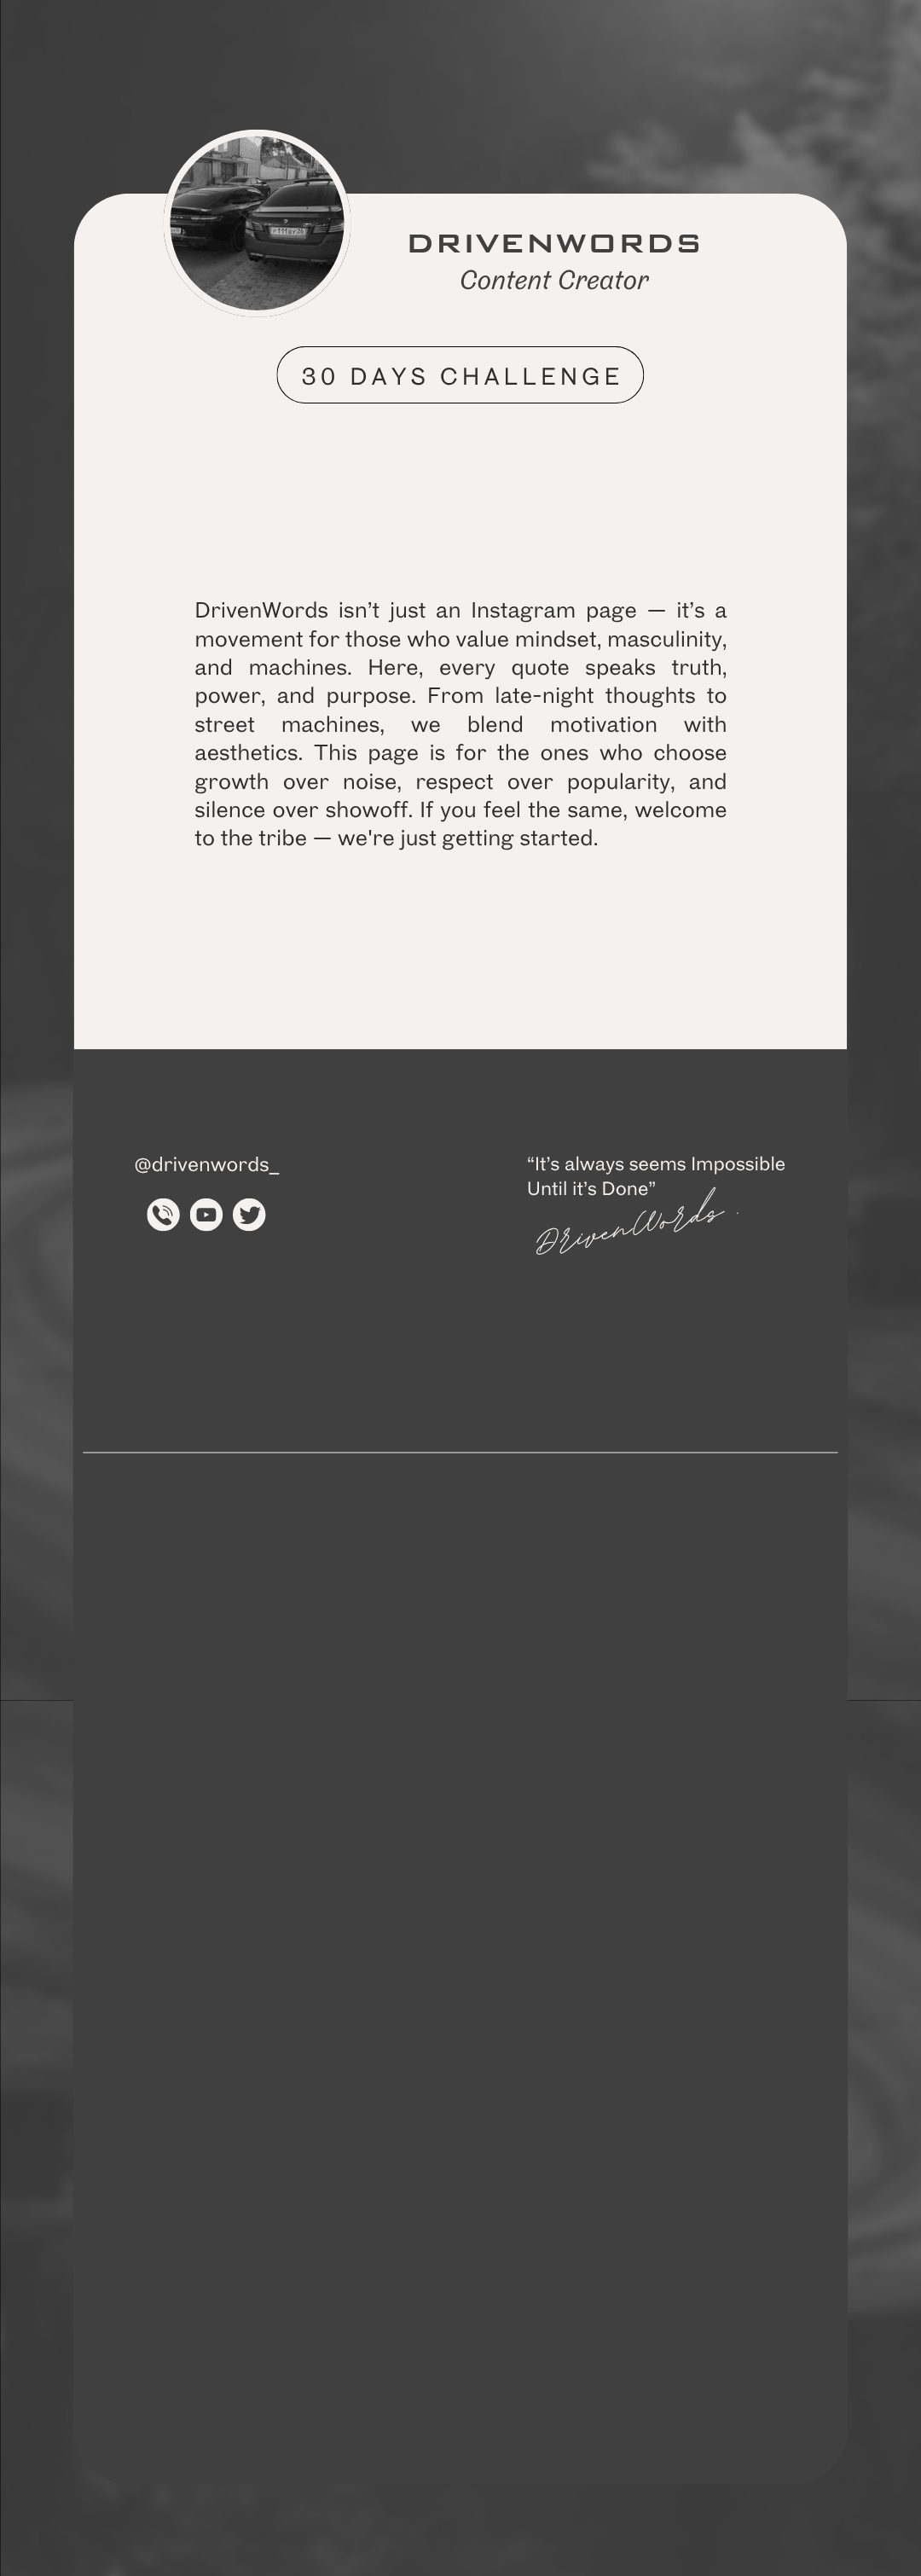 DRIVENWORDS
Content Creator
30 DAYS CHALLENGE
DrivenWords isn’t just an Instagram page — it’s a
movement for those who value mindset, masculinity,
and machines. Here, every quote speaks truth,
power, and purpose. From late-night thoughts to
street machines, we blend motivation with
aesthetics. This page is for the ones who choose
growth over noise, respect over popularity, and
silence over showoff. If you feel the same, welcome
to the tribe — we're just getting started.
@drivenwords_
“It’s always seems Impossible
Until it’s Done”
DrivenWords .